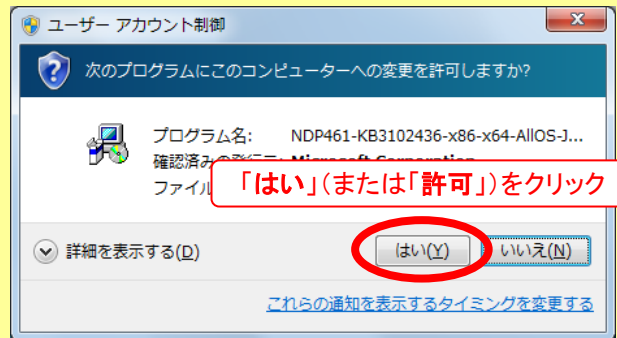 ユーザー アカウント制御
次のプログラムにこのコンピューターへの変更を許可しますか?
プログラム名: NDP461-KB3102436-x86-x64-AllOS-J...
確認済みの発行元: Microsoft Corporation
ファイル
「はい」(または「許可」)をクリック
詳細を表示する(D)
はい(Y) いいえ(N)
これらの通知を表示するタイミングを変更する